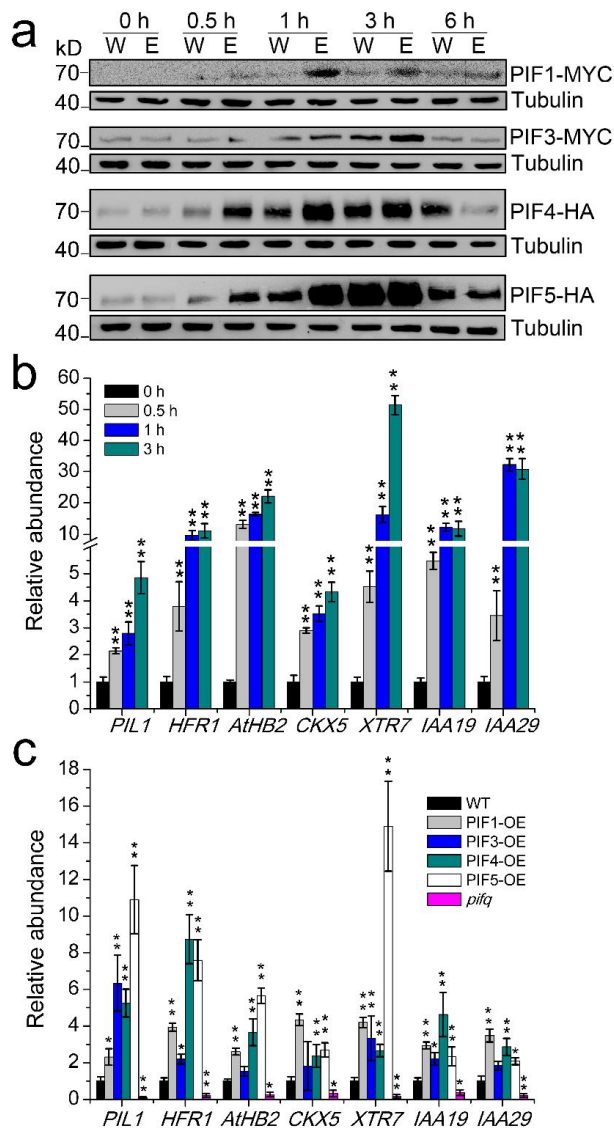 a
0 h 0.5 h 1 h 3 h 6 h
kD W E W E W E W E W E
70 PIF1-MYC
40 Tubulin
70 PIF3-MYC
40 Tubulin
70 PIF4-HA
40 Tubulin
70 PIF5-HA
40 Tubulin
b
Relative abundance
60
50
40
30
20
10
5
4
3
2
1
0
0 h
0.5 h
1 h
3 h
** ** ** ** ** ** ** ** ** ** ** ** ** ** ** ** ** ** ** ** **
PIL1 HFR1 AtHB2 CKX5 XTR7 IAA19 IAA29
c
Relative abundance
18
16
14
12
10
8
6
4
2
0
WT
PIF1-OE
PIF3-OE
PIF4-OE
PIF5-OE
pifq
* ** ** ** ** ** * ** ** ** ** ** ** * ** * ** * ** ** ** ** ** ** * ** ** * ** ** * **
PIL1 HFR1 AtHB2 CKX5 XTR7 IAA19 IAA29